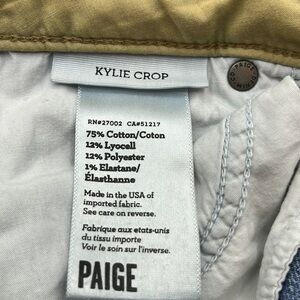 KYLIE CROP
RN#27002 CA#51217
75% Cotton/Coton
12% Lyocell
12% Polyester
1% Elastane/
Élasthanne
Made in the USA of
imported fabric.
See care on reverse.
Fabrique aux etats-unis
du tissu importe
Voir le soin sur l'inverse.
PAIGE